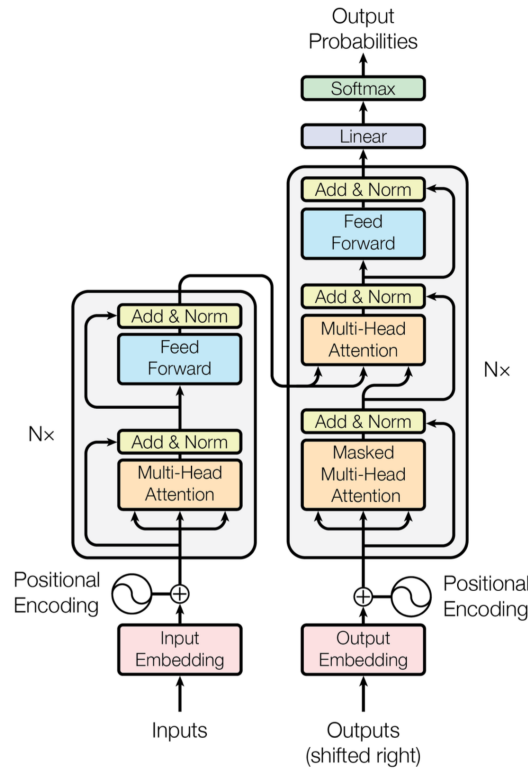 Output
Probabilities
Softmax
Linear
Add & Norm
Feed
Forward
Add & Norm
Multi-Head
Attention
Add & Norm
Masked
Multi-Head
Attention
N×
Add & Norm
Feed
Forward
Add & Norm
Multi-Head
Attention
N×
Positional
Encoding
Positional
Encoding
Input
Embedding
Output
Embedding
Inputs
Outputs
(shifted right)